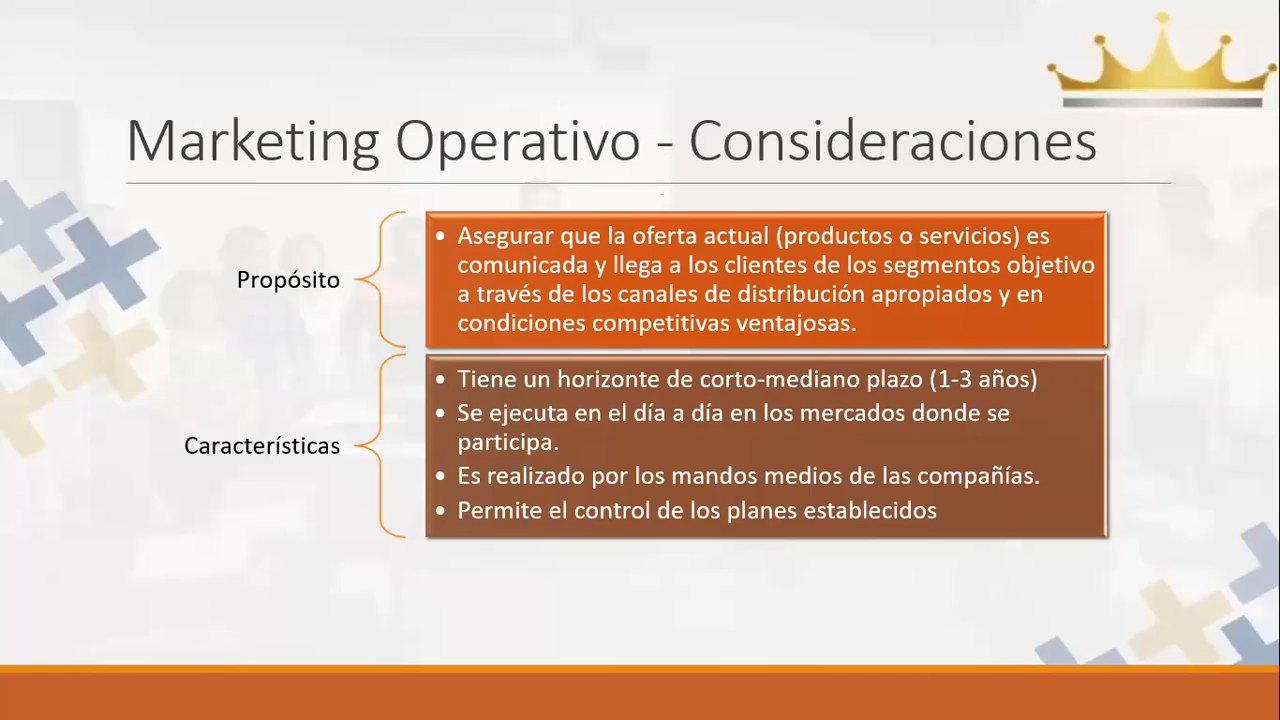 Marketing Operativo - Consideraciones
Propósito
• Asegurar que la oferta actual (productos o servicios) es
comunicada y llega a los clientes de los segmentos objetivo
a través de los canales de distribución apropiados y en
condiciones competitivas ventajosas.
Características
• Tiene un horizonte de corto-mediano plazo (1-3 años)
• Se ejecuta en el día a día en los mercados donde se
participa.
• Es realizado por los mandos medios de las compañías.
• Permite el control de los planes establecidos